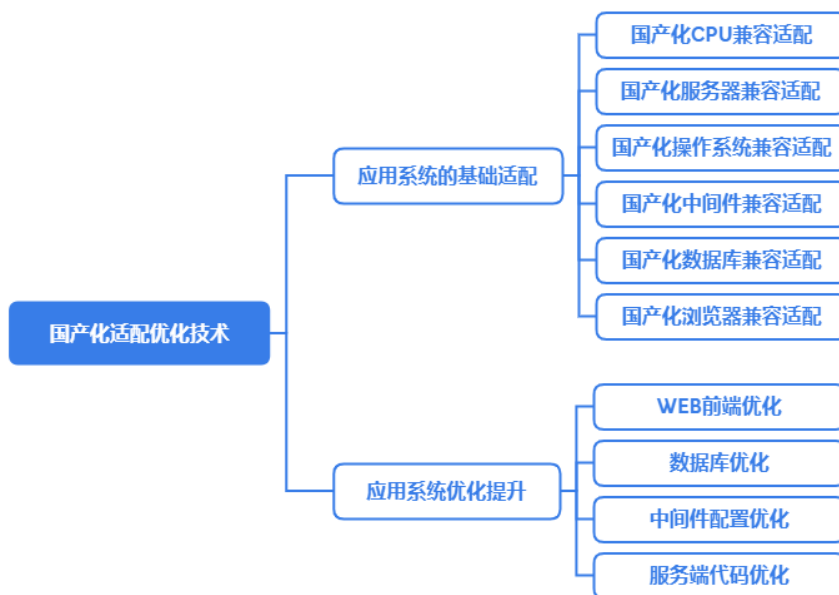 国产化适配优化技术
应用系统的基础适配
国产化CPU兼容适配
国产化服务器兼容适配
国产化操作系统兼容适配
国产化中间件兼容适配
国产化数据库兼容适配
国产化浏览器兼容适配
应用系统优化提升
WEB前端优化
数据库优化
中间件配置优化
服务端代码优化